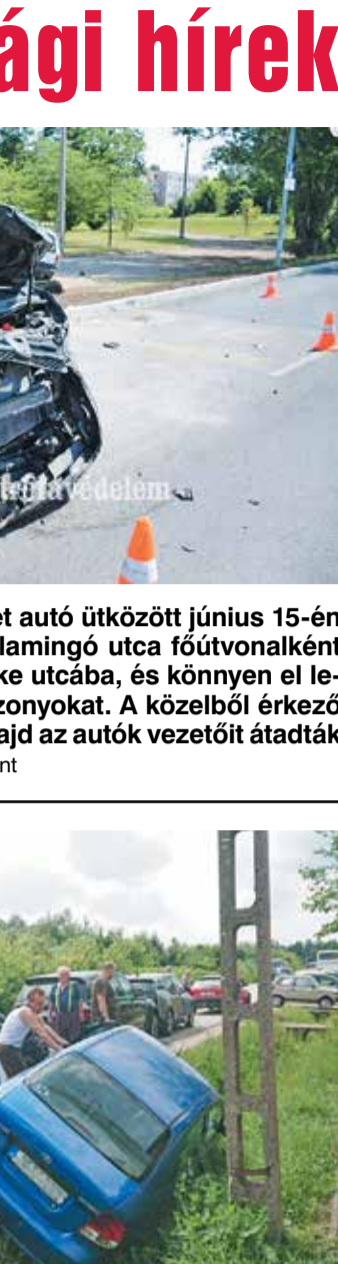 ági hírek
trófavédelem
et autó ütközött június 15-én
lamingó utca főútvonalként
ke utcába, és könnyen el le-
zonyokat. A közelből érkező
ajd az autók vezetőit átadták
nt